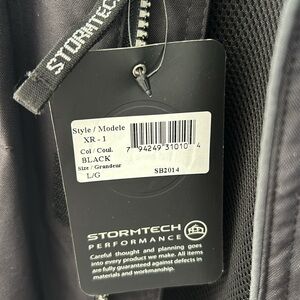 STORMTECH
Style / Modele
XR - 1
Col / Coul.
BLACK
Size / Grandeur
L/G
7 94249 31010 4
SB2014
STORMTECH
PERFORMANCE
Careful thought and planning goes
into every product we make. All items
are fully guaranteed against defects in
materials and workmanship.